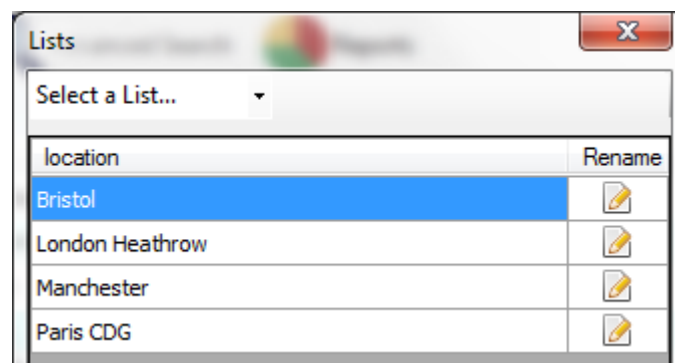 Lists
Select a List...
location Rename
Bristol
London Heathrow
Manchester
Paris CDG